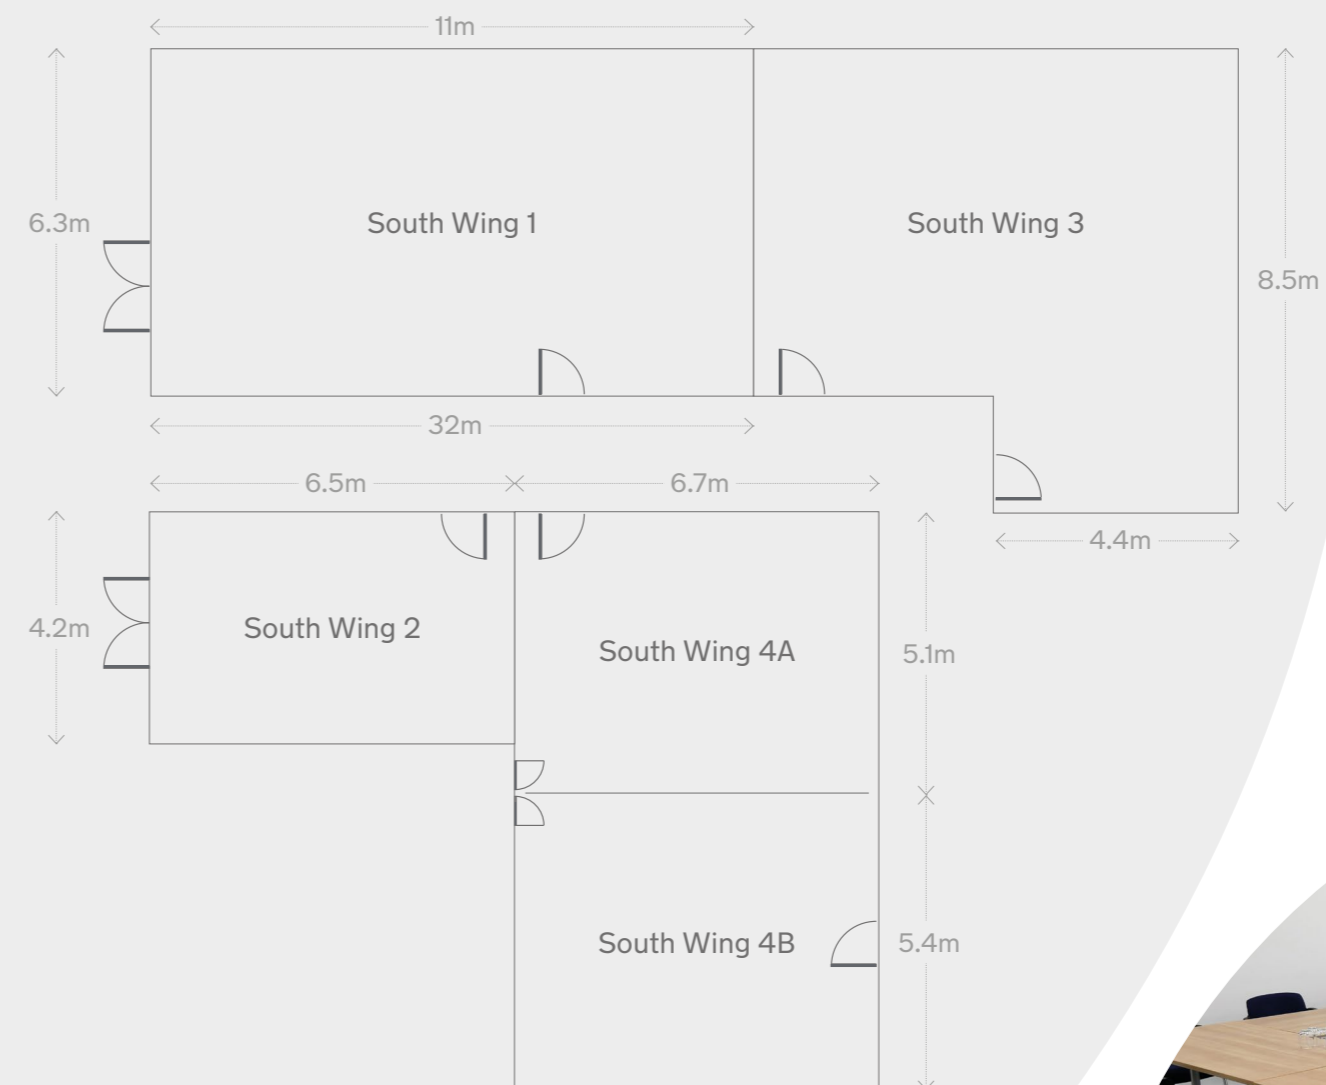 11m
6.3m
South Wing 1
South Wing 3
8.5m
32m
6.5m
6.7m
4.4m
4.2m
South Wing 2
South Wing 4A
5.1m
South Wing 4B
5.4m